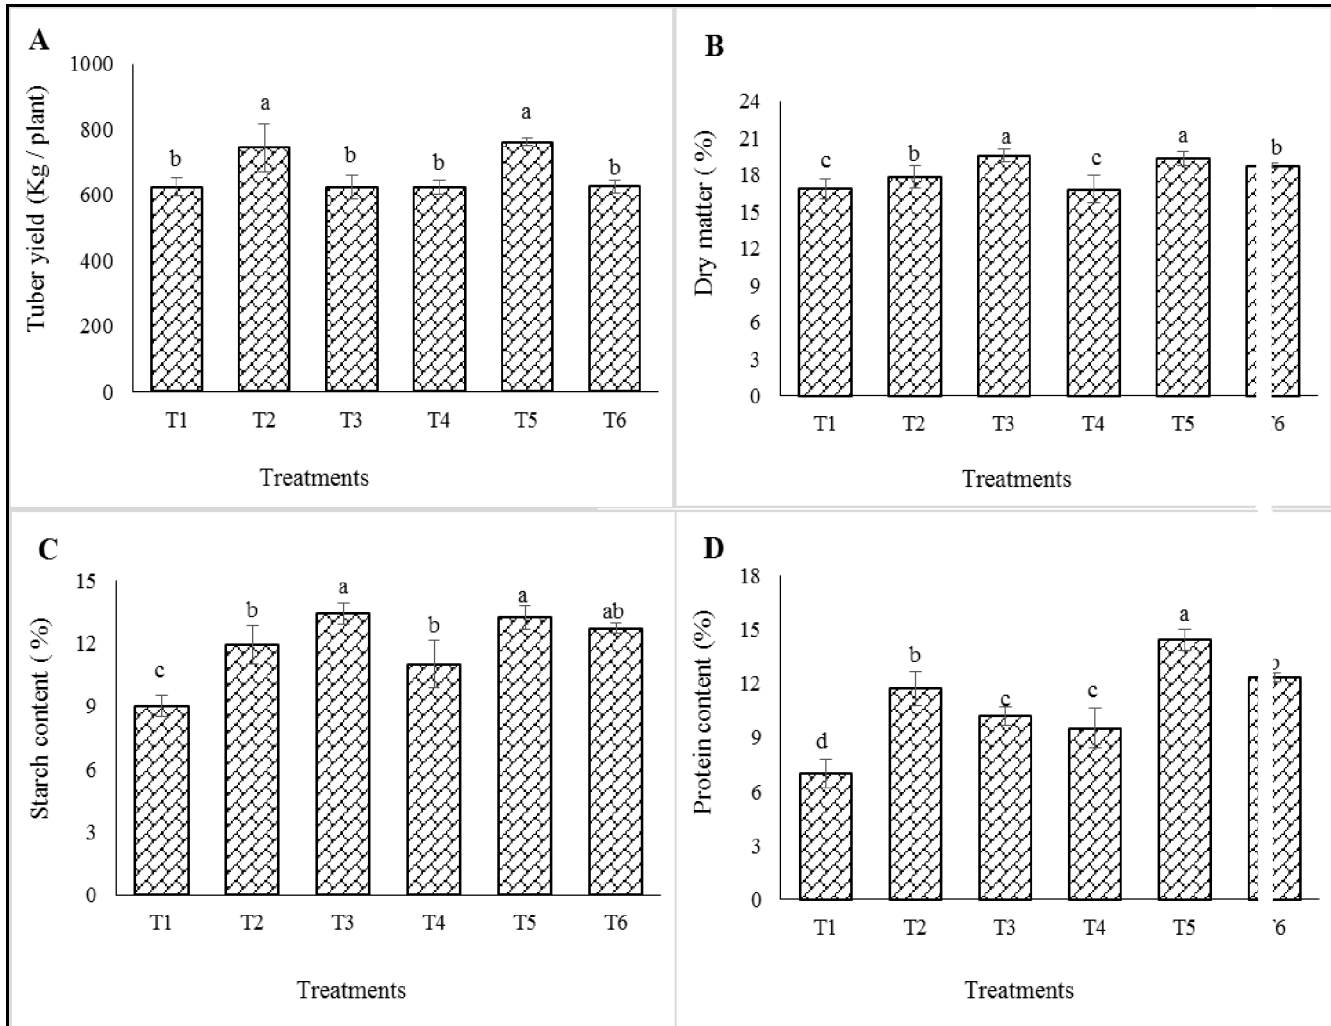 A
Tuber yield (Kg / plant)
1000
800
600
400
200
0
b
a
b
b
a
b
T1 T2 T3 T4 T5 T6
Treatments
B
Dry matter ( %)
24
21
18
15
12
9
6
3
0
c
b
a
c
a
b
T1 T2 T3 T4 T5 6
Treatments
C
Starch content ( %)
15
12
9
6
3
0
c
b
a
b
a
ab
T1 T2 T3 T4 T5 T6
Treatments
D
Protein content (%)
18
15
12
9
6
3
0
d
b
c
c
a
T1 T2 T3 T4 T5 6
Treatments